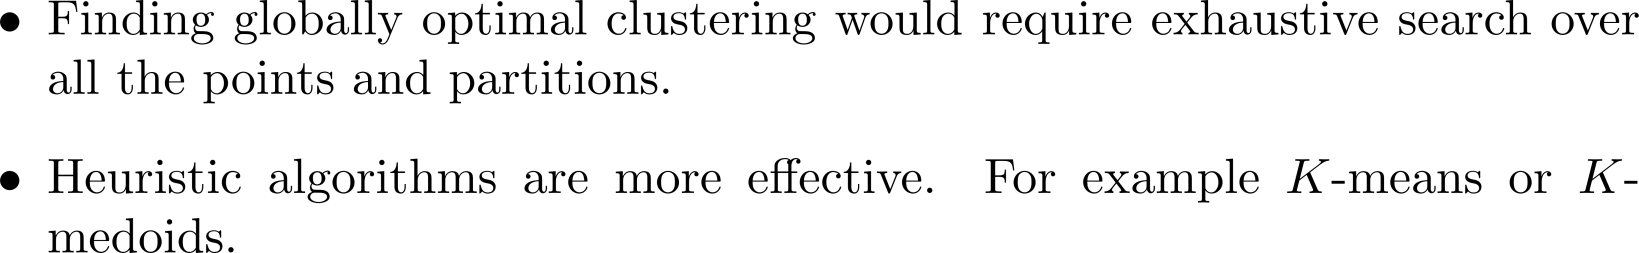 • Finding globally optimal clustering would require exhaustive search over
all the points and partitions.
• Heuristic algorithms are more effective. For example K-means or K-
medoids.